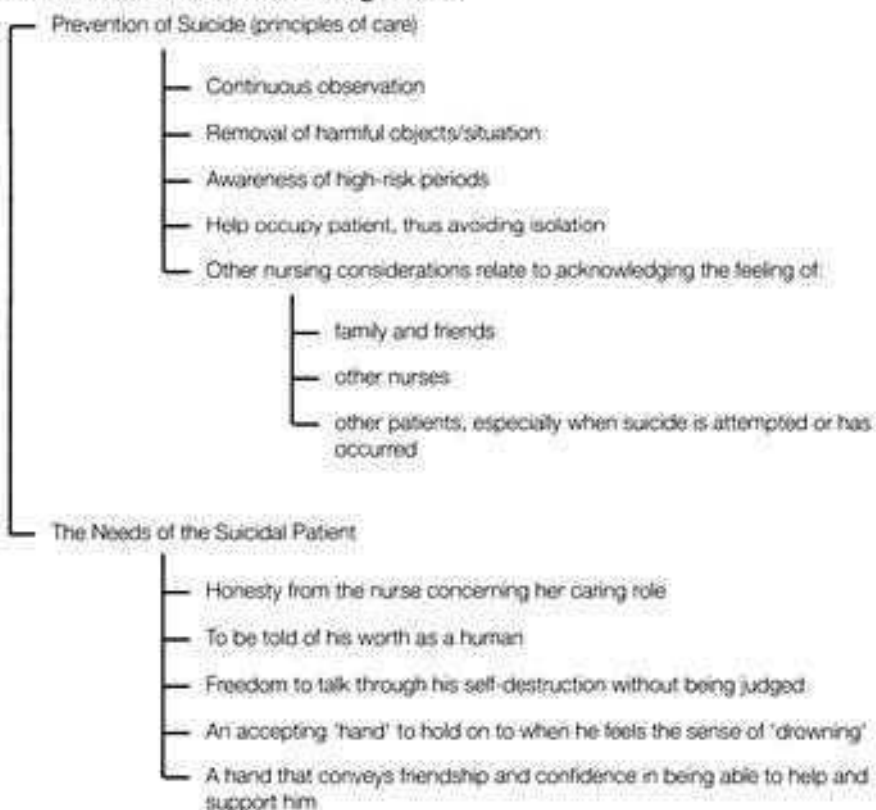 Prevention of Suicide (principles of care)
Continuous observation
Removal of harmful objects/situation
Awareness of high-risk periods
Help occupy patient, thus avoiding isolation
Other nursing considerations relate to acknowledging the feeling of:
family and friends
other nurses
other patients, especially when suicide is attempted or has
occurred
The Needs of the Suicidal Patient
Honesty from the nurse concerning her caring role
To be told of his worth as a human
Freedom to talk through his self-destruction without being judged
An accepting 'hand' to hold on to when he feels the sense of 'drowning'
A hand that conveys friendship and confidence in being able to help and
support him